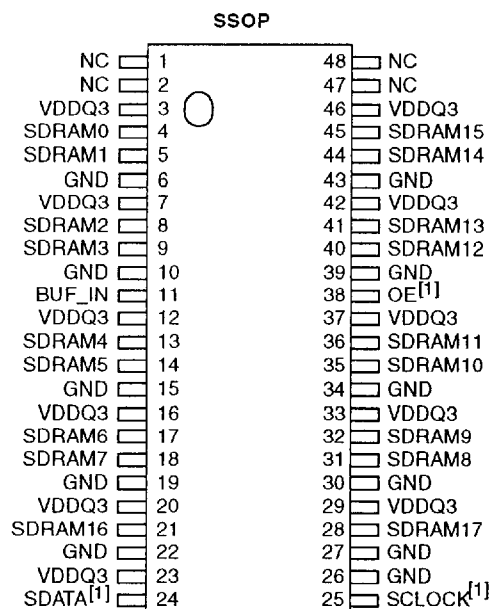 SSOP
NC 1 48 NC
NC 2 47 NC
VDDQ3 3 46 VDDQ3
SDRAM0 4 45 SDRAM15
SDRAM1 5 44 SDRAM14
GND 6 43 GND
VDDQ3 7 42 VDDQ3
SDRAM2 8 41 SDRAM13
SDRAM3 9 40 SDRAM12
GND 10 39 GND
BUF_IN 11 38 OE[1]
VDDQ3 12 37 VDDQ3
SDRAM4 13 36 SDRAM11
SDRAM5 14 35 SDRAM10
GND 15 34 GND
VDDQ3 16 33 VDDQ3
SDRAM6 17 32 SDRAM9
SDRAM7 18 31 SDRAM8
GND 19 30 GND
VDDQ3 20 29 VDDQ3
SDRAM16 21 28 SDRAM17
GND 22 27 GND
VDDQ3 23 26 GND
SDATA[1] 24 25 SCLOCK[1]